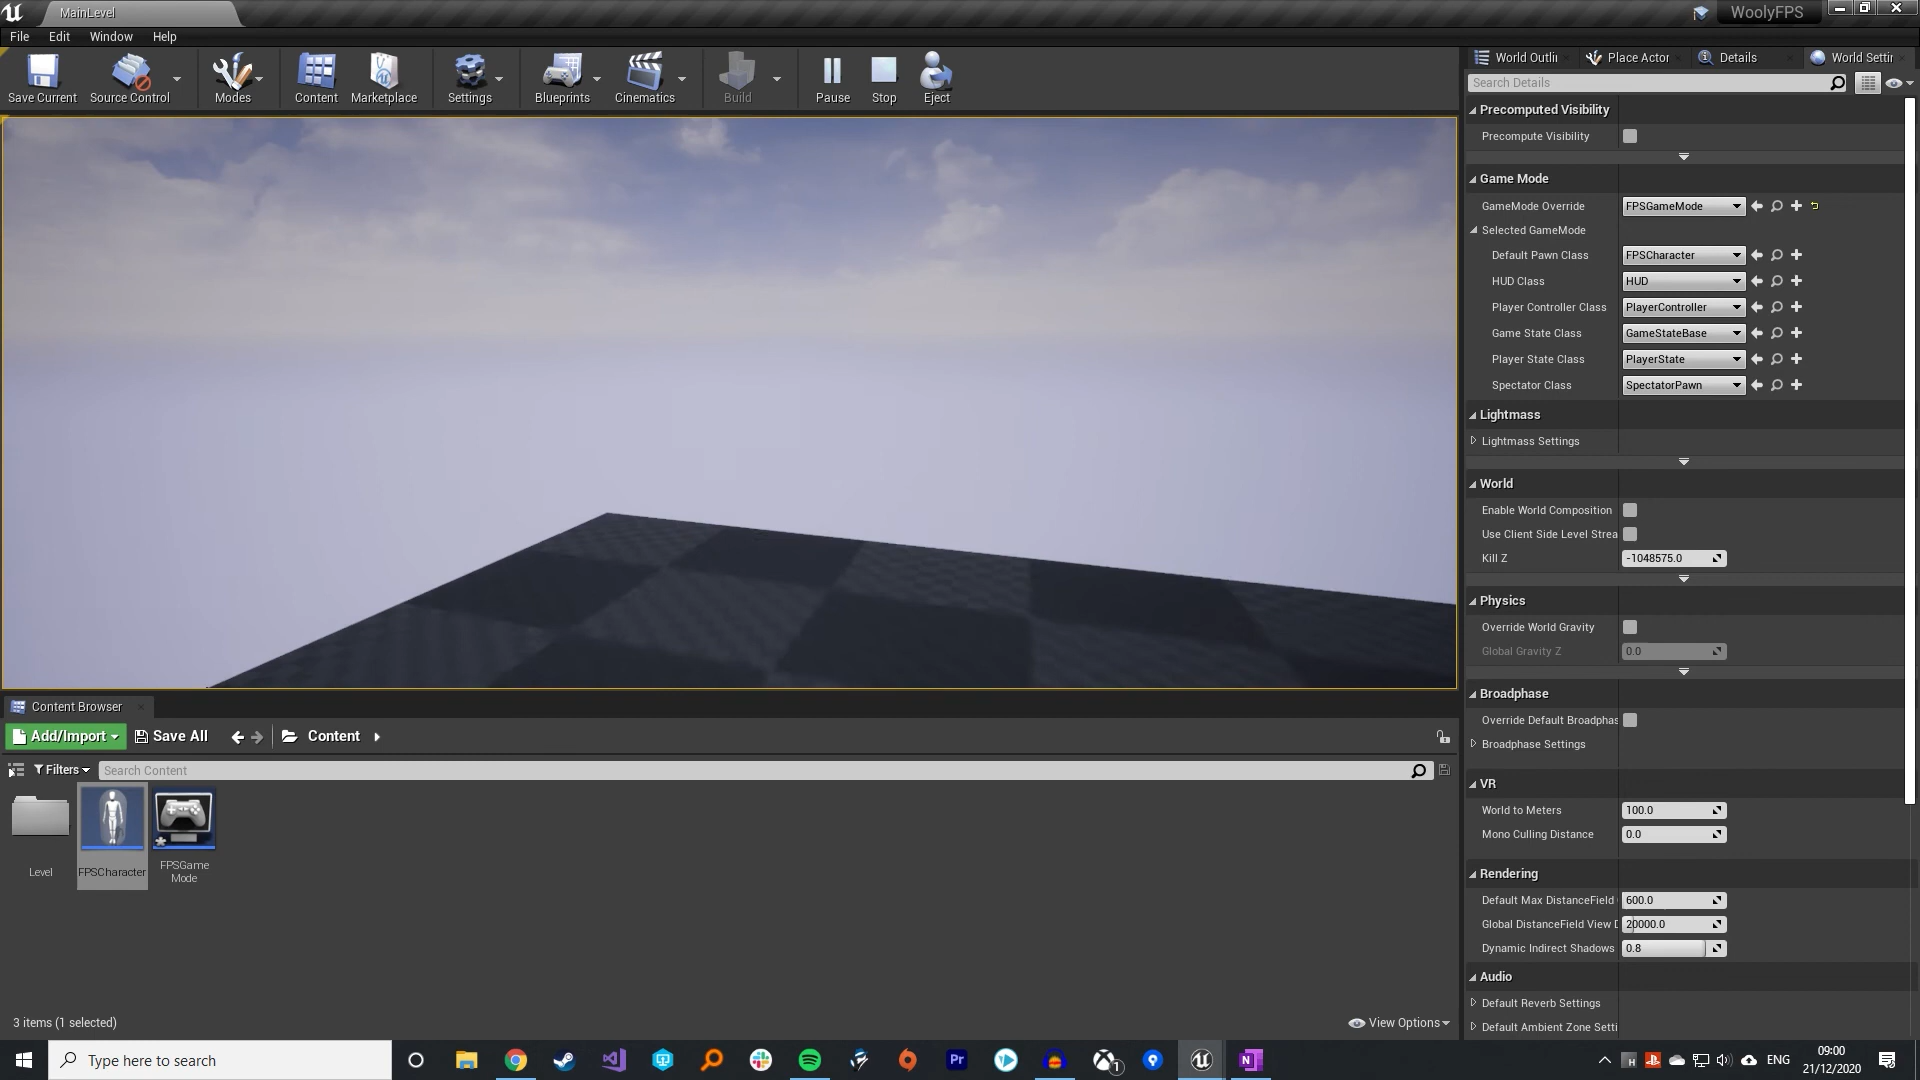 MainLevel
WoolyFPS
File Edit Window Help
World Outli Place Actor Details World Settin
Save Current Source Control Modes Content Marketplace Settings Blueprints Cinematics Build Pause Stop Eject
Search Details
Precomputed Visibility
Precompute Visibility
Game Mode
GameMode Override FPSGameMode
Selected GameMode
Default Pawn Class FPSCharacter
HUD Class HUD
Player Controller Class PlayerController
Game State Class GameStateBase
Player State Class PlayerState
Spectator Class SpectatorPawn
Lightmass
Lightmass Settings
World
Enable World Composition
Use Client Side Level Strea
Kill Z -1048575.0
Physics
Override World Gravity
Global Gravity Z 0.0
Broadphase
Override Default Broadphas
Broadphase Settings
VR
World to Meters 100.0
Mono Culling Distance 0.0
Rendering
Default Max DistanceField 600.0
Global DistanceField View D 20000.0
Dynamic Indirect Shadows 0.8
Audio
Default Reverb Settings
Default Ambient Zone Setti
Content Browser
Add/Import Save All Content
Filters Search Content
Level FPSCharacter FPSGame
Mode
3 items (1 selected) View Options
Type here to search
Pr
1
ENG
09:00
21/12/2020